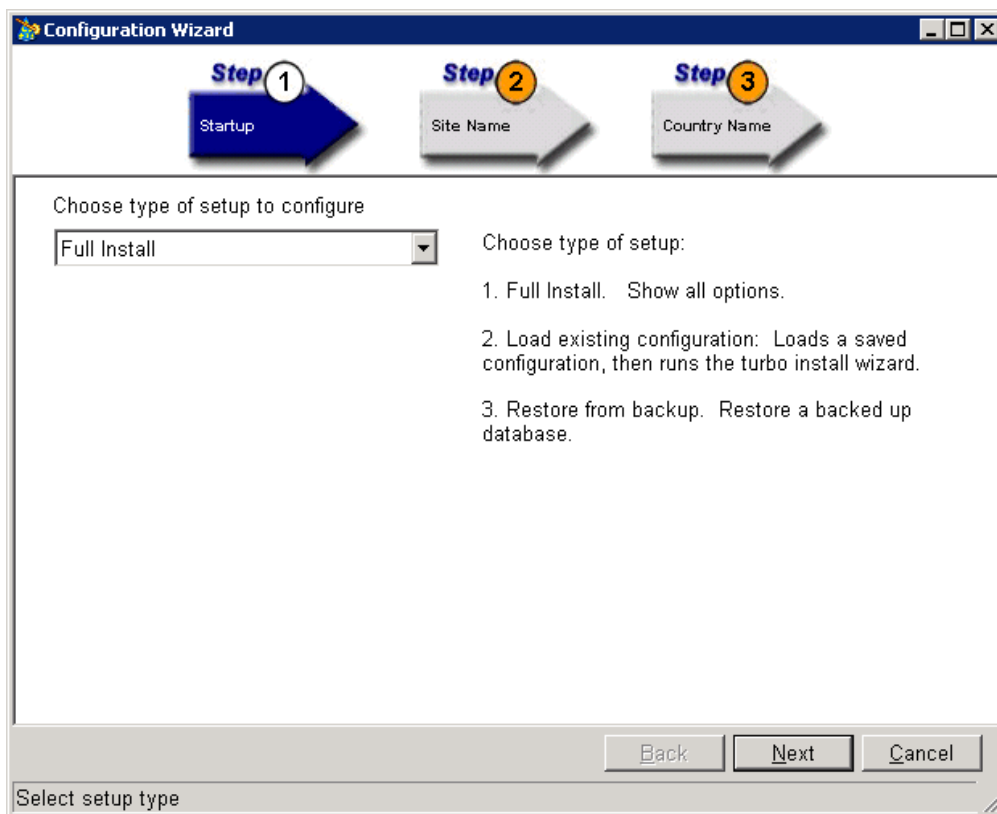 Configuration Wizard
Step 1
Step 2
Step 3
Startup
Site Name
Country Name
Choose type of setup to configure
Full Install
Choose type of setup:
1. Full Install.   Show all options.
2. Load existing configuration:  Loads a saved
configuration, then runs the turbo install wizard.
3. Restore from backup.  Restore a backed up
database.
Back
Next
Cancel
Select setup type